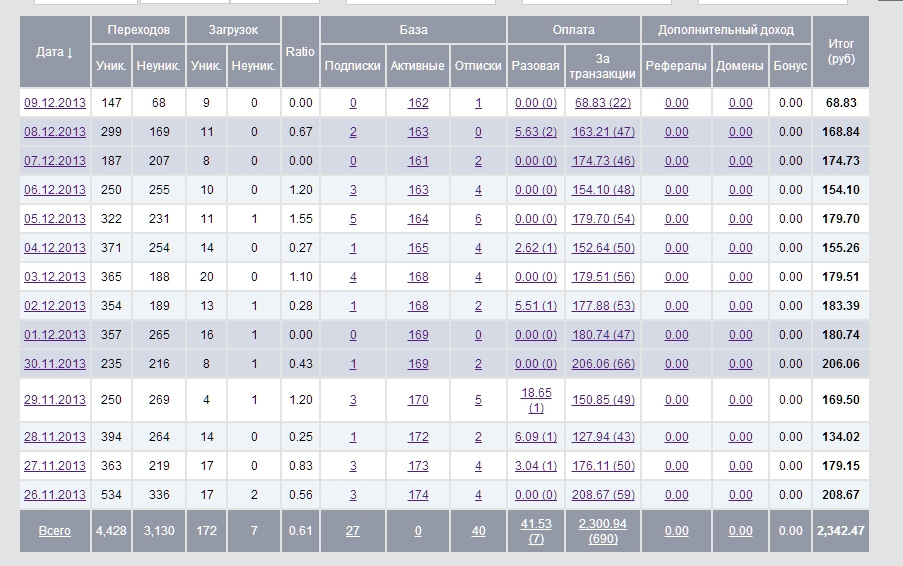 Дата ↓ Переходов Загрузок Ratio База Оплата Дополнительный доход Итог (руб)
Уник. Неуник. Уник. Неуник. Подписки Активные Отписки Разовая За транзакции Рефералы Домены Бонус
09.12.2013 147 68 9 0 0.00 0 162 1 0.00 (0) 68.83 (22) 0.00 0.00 0.00 68.83
08.12.2013 299 169 11 0 0.67 2 163 0 5.63 (2) 163.21 (47) 0.00 0.00 0.00 168.84
07.12.2013 187 207 8 0 0.00 0 161 2 0.00 (0) 174.73 (46) 0.00 0.00 0.00 174.73
06.12.2013 250 255 10 0 1.20 3 163 4 0.00 (0) 154.10 (48) 0.00 0.00 0.00 154.10
05.12.2013 322 231 11 1 1.55 5 164 6 0.00 (0) 179.70 (54) 0.00 0.00 0.00 179.70
04.12.2013 371 254 14 0 0.27 1 165 4 2.62 (1) 152.64 (50) 0.00 0.00 0.00 155.26
03.12.2013 365 188 20 0 1.10 4 168 4 0.00 (0) 179.51 (56) 0.00 0.00 0.00 179.51
02.12.2013 354 189 13 1 0.28 1 168 2 5.51 (1) 177.88 (53) 0.00 0.00 0.00 183.39
01.12.2013 357 265 16 1 0.00 0 169 0 0.00 (0) 180.74 (47) 0.00 0.00 0.00 180.74
30.11.2013 235 216 8 1 0.43 1 169 2 0.00 (0) 206.06 (66) 0.00 0.00 0.00 206.06
29.11.2013 250 269 4 1 1.20 3 170 5 18.65 (1) 150.85 (49) 0.00 0.00 0.00 169.50
28.11.2013 394 264 14 0 0.25 1 172 2 6.09 (1) 127.94 (43) 0.00 0.00 0.00 134.02
27.11.2013 363 219 17 0 0.83 3 173 4 3.04 (1) 176.11 (50) 0.00 0.00 0.00 179.15
26.11.2013 534 336 17 2 0.56 3 174 4 0.00 (0) 208.67 (59) 0.00 0.00 0.00 208.67
Всего 4,428 3,130 172 7 0.61 27 0 40 41.53 (7) 2,300.94 (690) 0.00 0.00 0.00 2,342.47